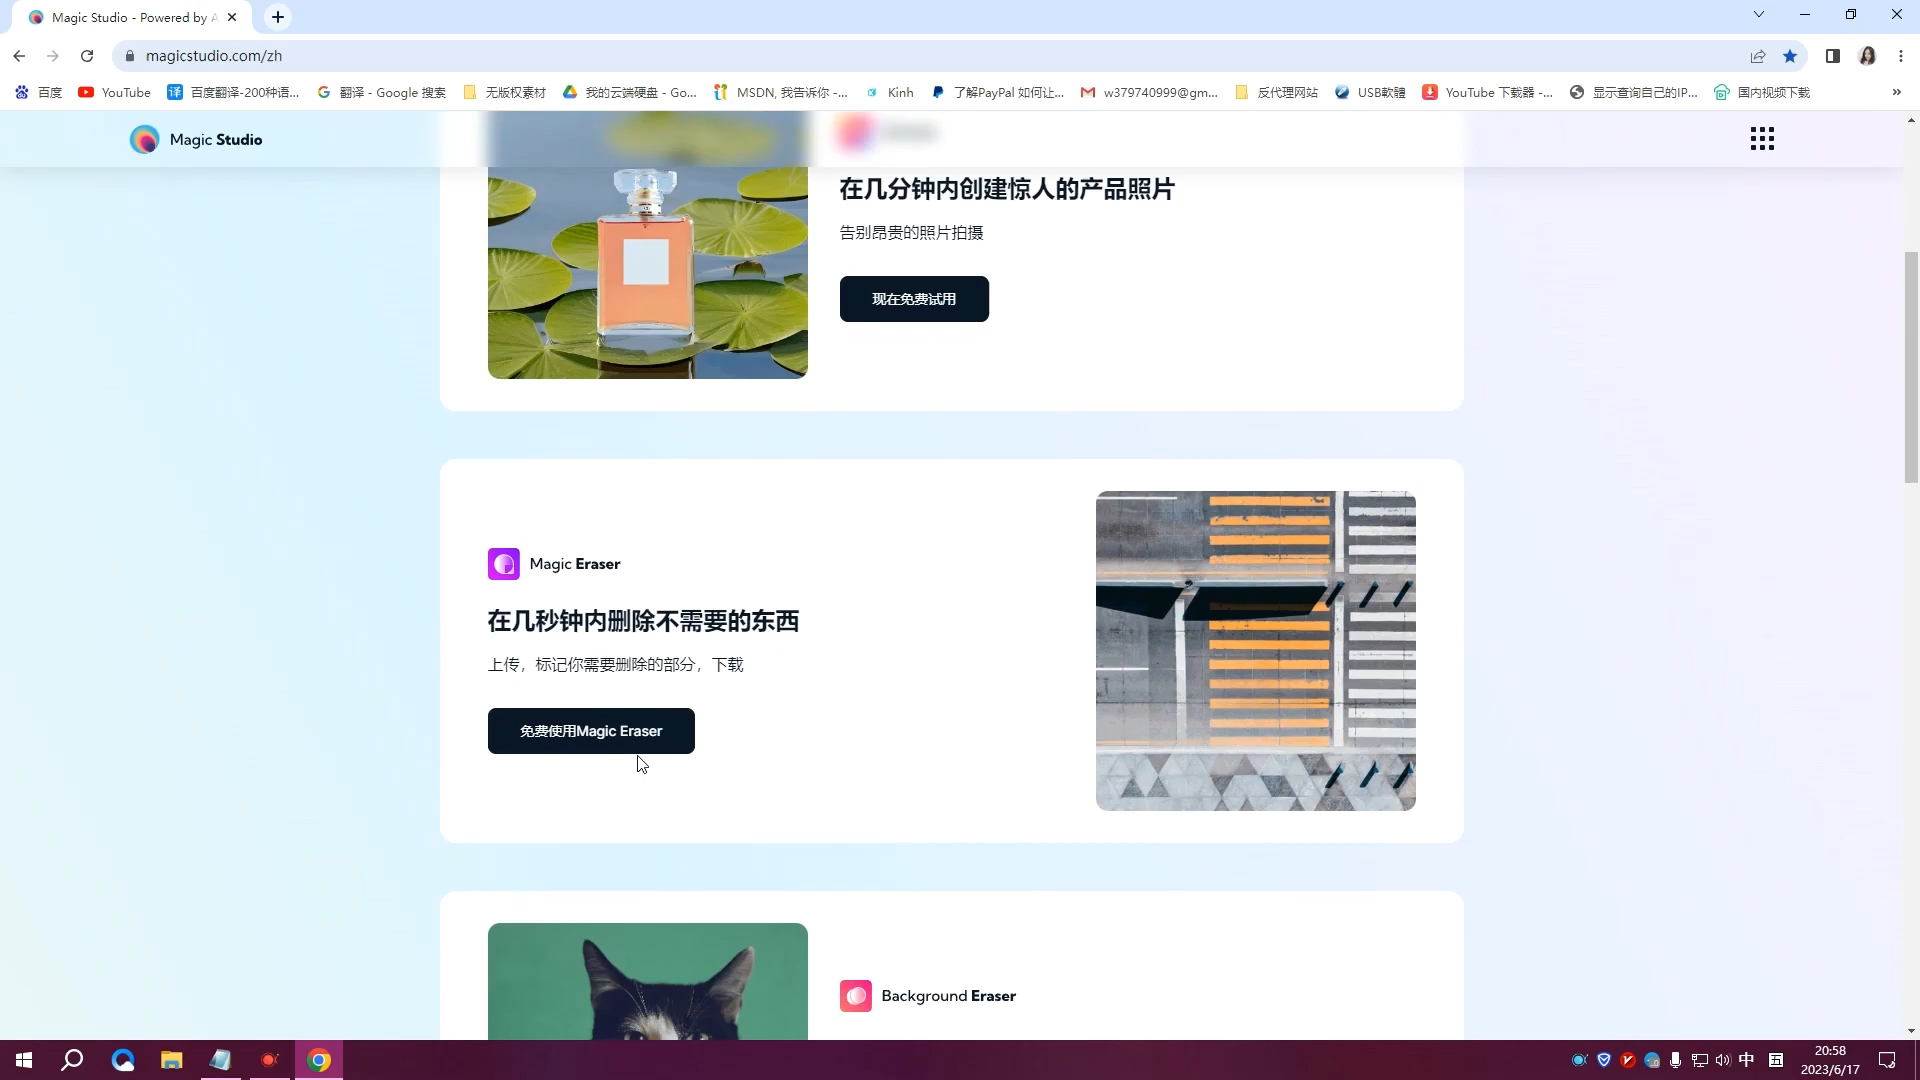 Magic Studio - Powered by A
magicstudio.com/zh
百度
YouTube
百度翻译-200种语...
翻译 - Google 搜索
无版权素材
我的云端硬盘 - Go...
MSDN, 我告诉你 -...
Kinh
了解PayPal 如何让...
w379740999@gm...
反代理网站
USB軟體
YouTube 下载器 -...
显示查询自己的IP...
国内视频下载
»
Magic Studio
在几分钟内创建惊人的产品照片
告别昂贵的照片拍摄
现在免费试用
Magic Eraser
在几秒钟内删除不需要的东西
上传，标记你需要删除的部分，下载
免费使用Magic Eraser
Background Eraser
中
五
20:58
2023/6/17